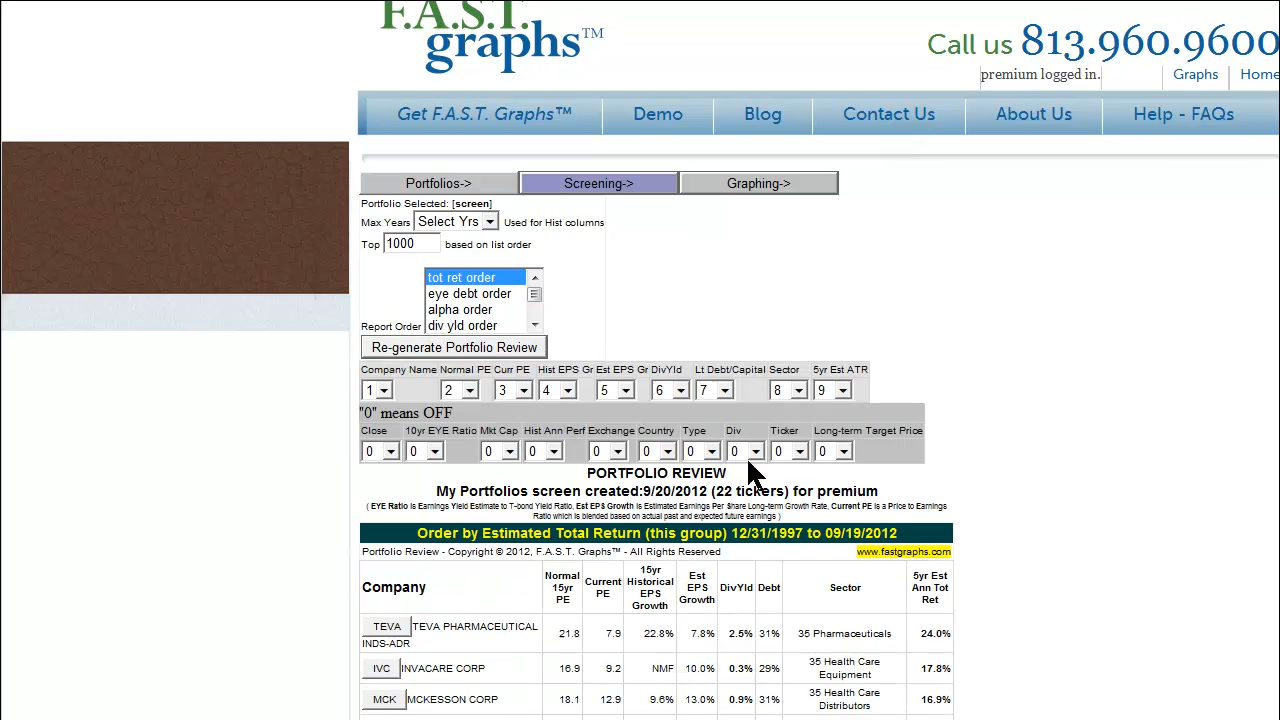 F.A.S.T.
graphs™
Call us 813.960.9600
premium logged in. Graphs Home
Get F.A.S.T. Graphs™ Demo Blog Contact Us About Us Help - FAQs
Portfolios-> Screening-> Graphing->
Portfolio Selected: [screen]
Max Years Select Yrs Used for Hist columns
Top 1000 based on list order
tot ret order
eye debt order
alpha order
div yld order
Report Order
Re-generate Portfolio Review
Company Name Normal PE Curr PE Hist EPS Gr Est EPS Gr DivYld Lt Debt/Capital Sector 5yr Est ATR
1 2 3 4 5 6 7 8 9
"0" means OFF
Close 10yr EYE Ratio Mkt Cap Hist Ann Perf Exchange Country Type Div Ticker Long-term Target Price
0 0 0 0 0 0 0 0 0 0
PORTFOLIO REVIEW
My Portfolios screen created:9/20/2012 (22 tickers) for premium
( EYE Ratio is Earnings Yield Estimate to T-bond Yield Ratio, Est EPS Growth is Estimated Earnings Per Share Long-term Growth Rate, Current PE is a Price to Earnings
Ratio which is blended based on actual past and expected future earnings )
Order by Estimated Total Return (this group) 12/31/1997 to 09/19/2012
Portfolio Review - Copyright © 2012, F.A.S.T. Graphs™ - All Rights Reserved www.fastgraphs.com
Company Normal 15yr PE Current PE 15yr Historical EPS Growth Est EPS Growth DivYld Debt Sector 5yr Est Ann Tot Ret
TEVA TEVA PHARMACEUTICAL INDS-ADR 21.8 7.9 22.8% 7.8% 2.5% 31% 35 Pharmaceuticals 24.0%
IVC INVACARE CORP 16.9 9.2 NMF 10.0% 0.3% 29% 35 Health Care Equipment 17.8%
MCK MCKESSON CORP 18.1 12.9 9.6% 13.0% 0.9% 31% 35 Health Care Distributors 16.9%